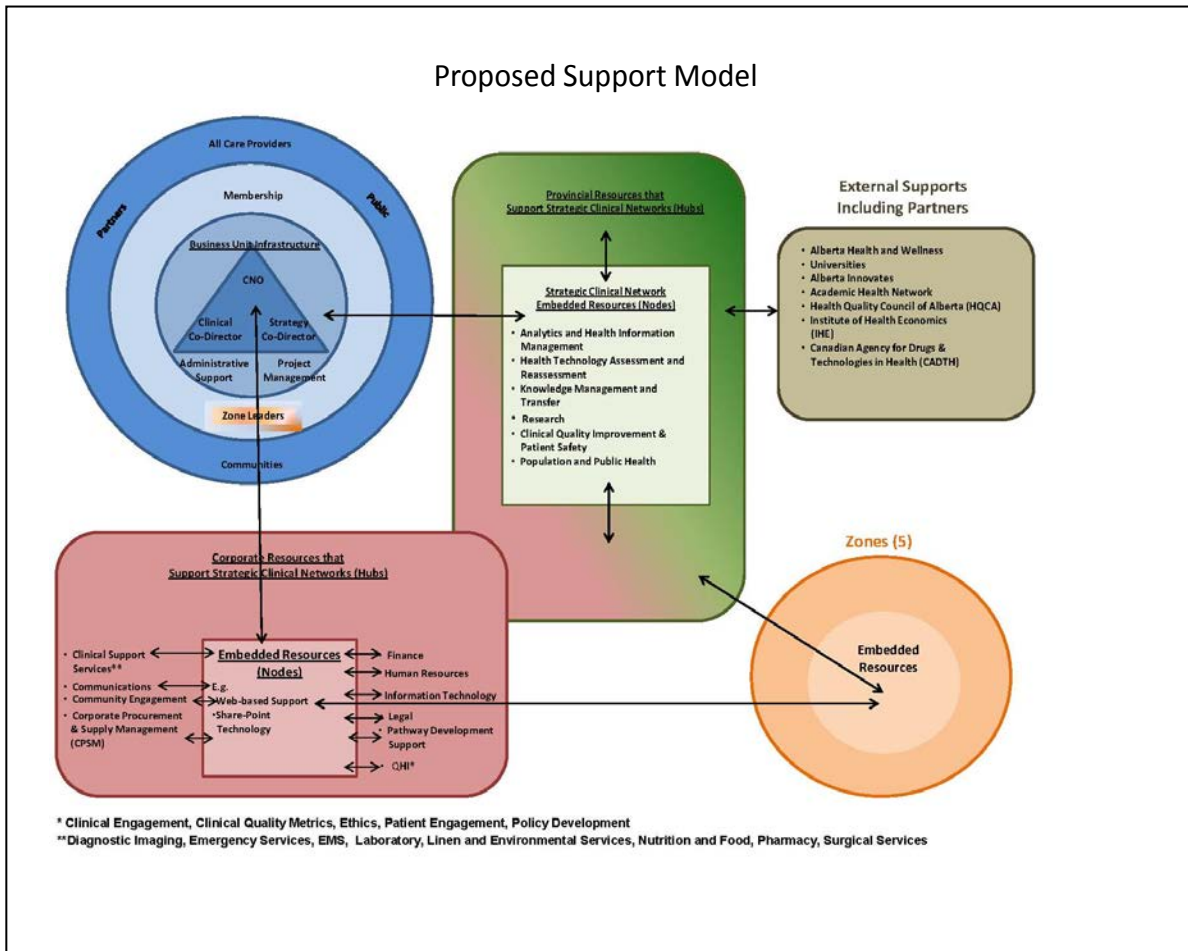 Proposed Support Model
All Care Providers
Partners
Public
Membership
Business Unit Infrastructure
CNO
Clinical
Co-Director
Strategy
Co-Director
Administrative
Support
Project
Management
Zone Leaders
Communities
Provincial Resources that
Support Strategic Clinical Networks (Hubs)
Strategic Clinical Network
Embedded Resources (Nodes)
• Analytics and Health Information
Management
• Health Technology Assessment and
Reassessment
• Knowledge Management and
Transfer
• Research
• Clinical Quality Improvement &
Patient Safety
• Population and Public Health
External Supports
Including Partners
• Alberta Health and Wellness
• Universities
• Alberta Innovates
• Academic Health Network
• Health Quality Council of Alberta (HQCA)
• Institute of Health Economics
(IHE)
• Canadian Agency for Drugs &
Technologies in Health (CADTH)
Corporate Resources that
Support Strategic Clinical Networks (Hubs)
• Clinical Support
Services**
• Communications
• Community Engagement
• Corporate Procurement
& Supply Management
(CPSM)
Embedded Resources
(Nodes)
E.g.
•Web-based Support
•Share-Point
Technology
• Finance
• Human Resources
• Information Technology
• Legal
• Pathway Development
Support
• QHI*
Zones (5)
Embedded
Resources
* Clinical Engagement, Clinical Quality Metrics, Ethics, Patient Engagement, Policy Development
**Diagnostic Imaging, Emergency Services, EMS, Laboratory, Linen and Environmental Services, Nutrition and Food, Pharmacy, Surgical Services